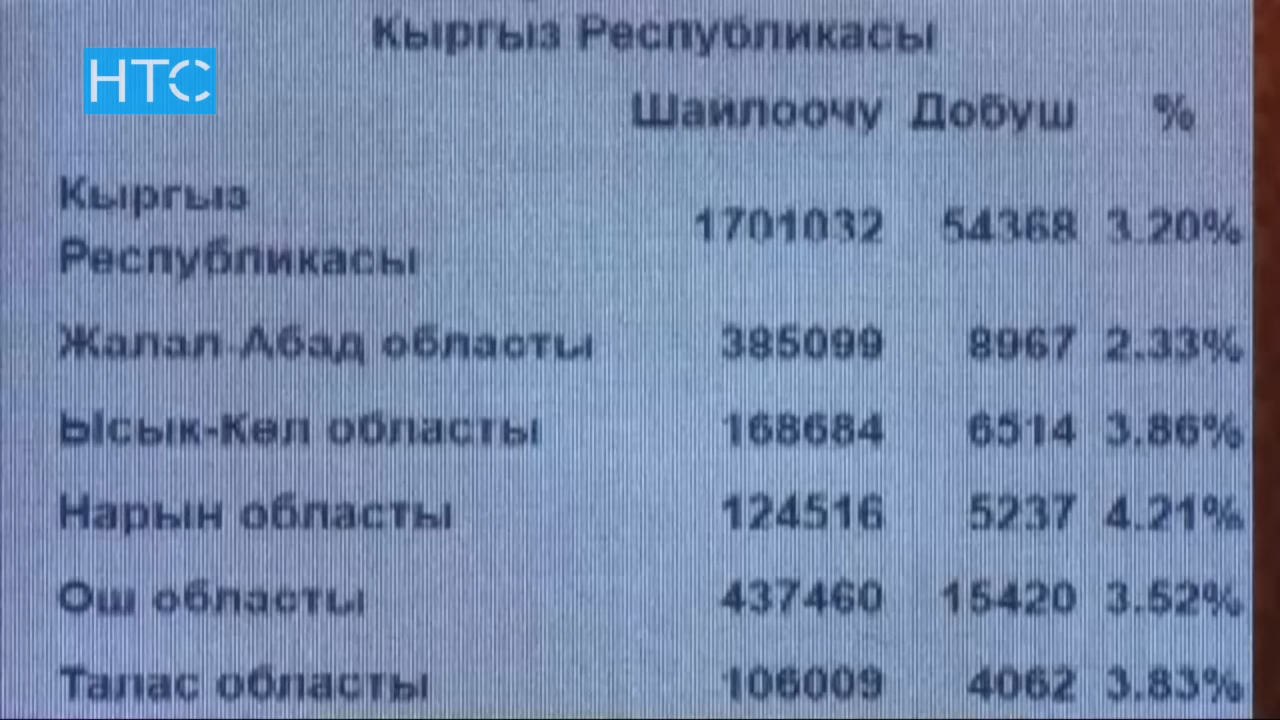 Кыргыз Республикасы
НТС
Шайлоочу Добуш %
Кыргыз
Республикасы 1701032 54368 3.20%
Жалал-Абад областы 385099 8967 2.33%
Ысык-Көл областы 168684 6514 3.86%
Нарын областы 124516 5237 4.21%
Ош областы 437460 15420 3.52%
Талас областы 106009 4062 3.83%